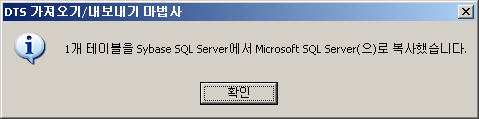 DTS 가져오기/내보내기 마법사
1개 테이블을 Sybase SQL Server에서 Microsoft SQL Server(으)로 복사했습니다.
확인